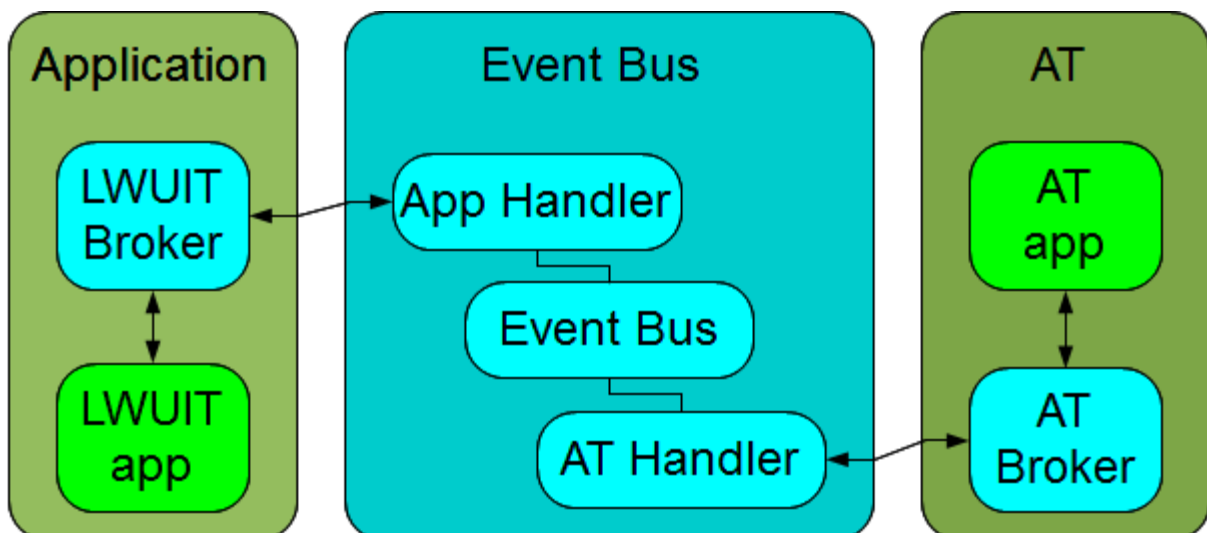 Application
LWUIT
Broker
LWUIT
app
Event Bus
App Handler
Event Bus
AT Handler
AT
AT
app
AT
Broker